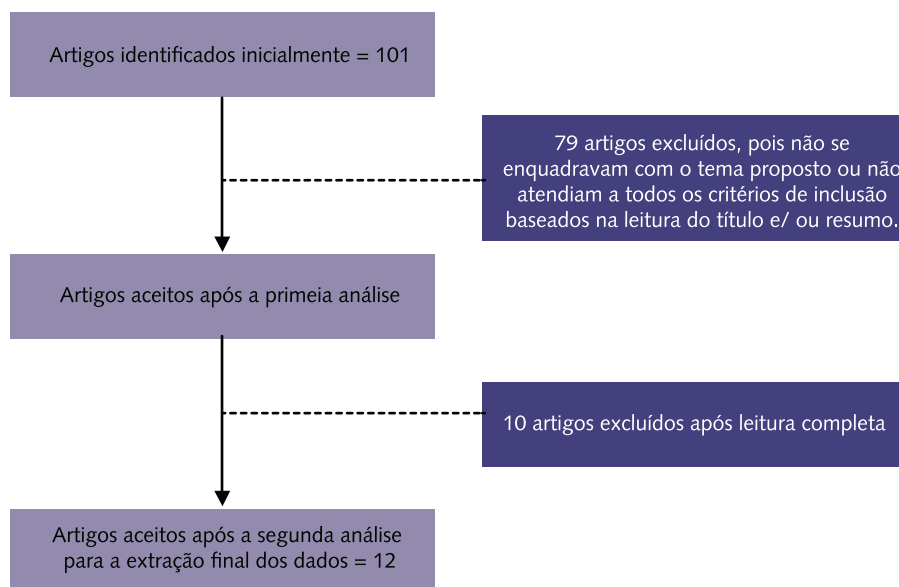 Artigos identificados inicialmente = 101
79 artigos excluídos, pois não se
enquadravam com o tema proposto ou não
atendiam a todos os critérios de inclusão
baseados na leitura do título e/ ou resumo.
Artigos aceitos após a primeia análise
10 artigos excluídos após leitura completa
Artigos aceitos após a segunda análise
para a extração final dos dados = 12